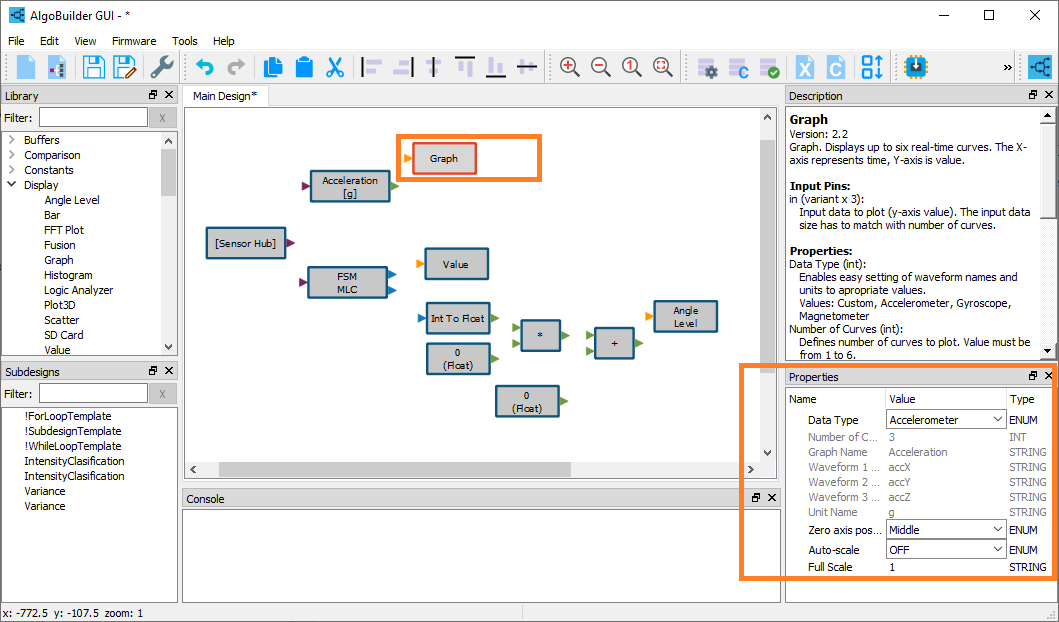 AlgoBuilder GUI - *
File Edit View Firmware Tools Help
Library
Filter: X
Buffers
Comparison
Constants
Display
Angle Level
Bar
FFT Plot
Fusion
Graph
Histogram
Logic Analyzer
Plot3D
Scatter
SD Card
Value
Subdesigns
Filter: X
!ForLoopTemplate
!SubdesignTemplate
!WhileLoopTemplate
IntensityClasification
IntensityClasification
Variance
Variance
Main Design*
Graph
Acceleration
[g]
[Sensor Hub]
FSM
MLC
Value
Int To Float
0
(Float)
*
+
Angle
Level
0
(Float)
Console
Description
Graph
Version: 2.2
Graph. Displays up to six real-time curves. The X-
axis represents time, Y-axis is value.
Input Pins:
in (variant x 3):
Input data to plot (y-axis value). The input data
size has to match with number of curves.
Properties:
Data Type (int):
Enables easy setting of waveform names and
units to apropriate values.
Values: Custom, Accelerometer, Gyroscope,
Magnetometer
Number of Curves (int):
Defines number of curves to plot. Value must be
from 1 to 6.
Properties
Name Value Type
Data Type Accelerometer ENUM
Number of C... 3 INT
Graph Name Acceleration STRING
Waveform 1 ... accX STRING
Waveform 2 ... accY STRING
Waveform 3 ... accZ STRING
Unit Name g STRING
Zero axis pos... Middle ENUM
Auto-scale OFF ENUM
Full Scale 1 STRING
x: -772.5 y: -107.5 zoom: 1